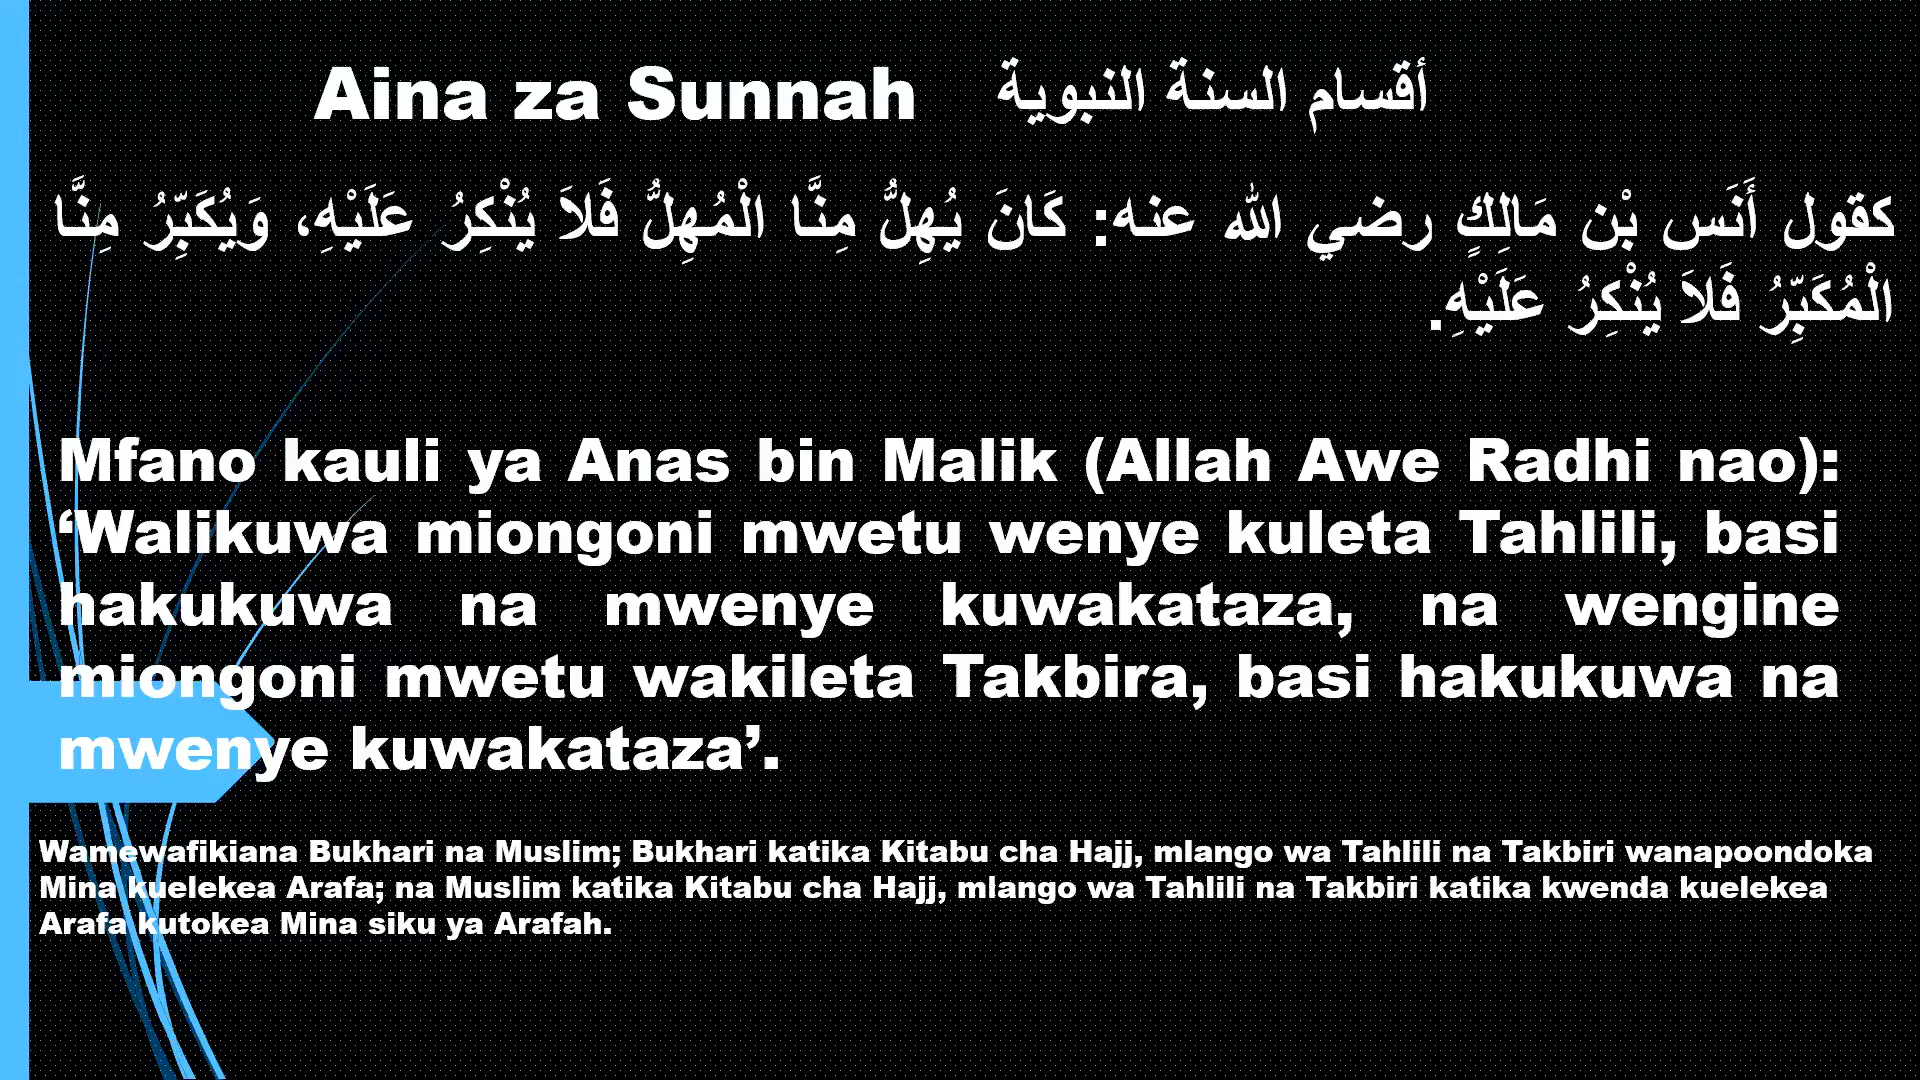 Aina za Sunnah أقسام السنة النبوية
كقول أَنَس بْن مَالِكٍ رضي الله عنه: كَانَ يُهِلُّ مِنَّا الْمُهِلُّ فَلاَ يُنْكِرُ عَلَيْهِ، وَيُكَبِّرُ مِنَّا
الْمُكَبِّرُ فَلاَ يُنْكِرُ عَلَيْهِ.
Mfano kauli ya Anas bin Malik (Allah Awe Radhi nao):
‘Walikuwa miongoni mwetu wenye kuleta Tahlili, basi
hakukuwa na mwenye kuwakataza, na wengine
miongoni mwetu wakileta Takbira, basi hakukuwa na
mwenye kuwakataza’.
Wamewafikiana Bukhari na Muslim; Bukhari katika Kitabu cha Hajj, mlango wa Tahlili na Takbiri wanapoondoka
Mina kuelekea Arafa; na Muslim katika Kitabu cha Hajj, mlango wa Tahlili na Takbiri katika kwenda kuelekea
Arafa kutokea Mina siku ya Arafah.